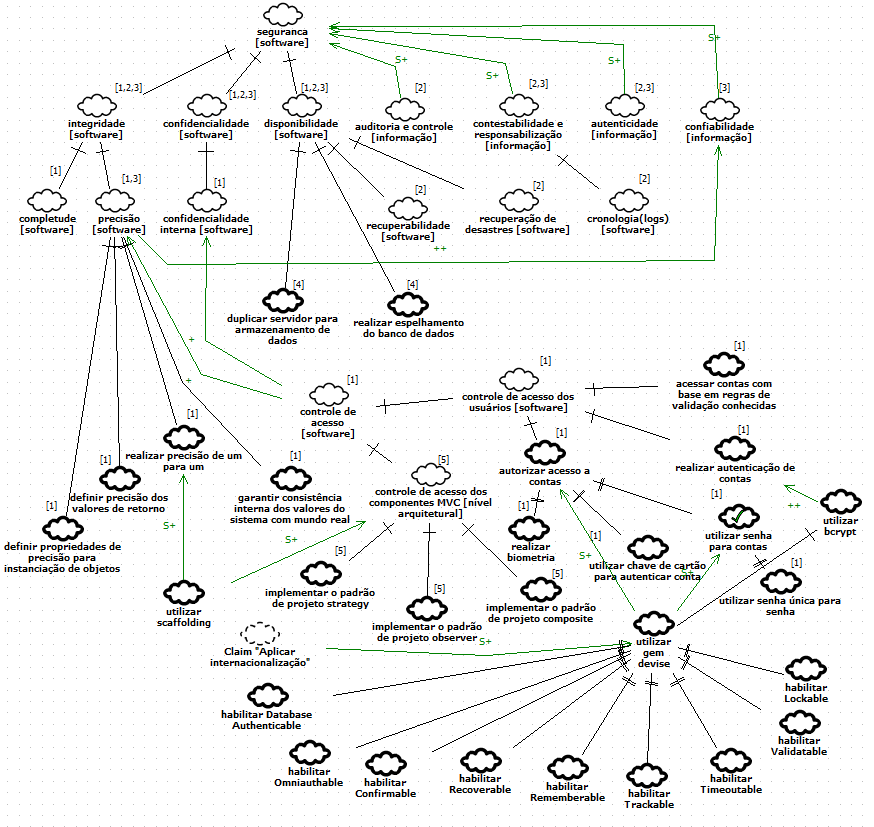 seguranca
[software]
S+
S+
S+
S+
[1,2,3]
integridade
[software]
[1,2,3]
confidencialidade
[software]
[1,2,3]
disponibilidade
[software]
[2]
auditoria e controle
[informação]
[2,3]
contestabilidade e
responsabilização
[informação]
[2,3]
autenticidade
[informação]
[3]
confiabilidade
[informação]
[1]
completude
[software]
[1,3]
precisão
[software]
[1]
confidencialidade
interna [software]
[2]
recuperabilidade
[software]
[2]
recuperação de
desastres [software]
[2]
cronologia(logs)
[software]
++
[4]
duplicar servidor para
armazenamento de
dados
[4]
realizar espelhamento
do banco de dados
+
+
[1]
controle de
acesso
[software]
[1]
controle de acesso dos
usuários [software]
[1]
acessar contas com
base em regras de
validação conhecidas
[1]
realizar precisão de um
para um
[1]
definir precisão dos
valores de retorno
[1]
garantir consistência
interna dos valores do
sistema com mundo real
[5]
controle de acesso dos
componentes MVC [nível
arquitetural]
[1]
autorizar acesso a
contas
[1]
realizar autenticação de
contas
[1]
definir propriedades de
precisão para
instanciação de objetos
S+
S+
[1]
realizar
biometria
[1]
utilizar chave de cartão
para autenticar conta
[1]
utilizar senha
para contas
++
utilizar
bcrypt
S+
S+
[1]
utilizar senha única para
senha
utilizar
scaffolding
[5]
implementar o padrão
de projeto strategy
[5]
implementar o padrão
de projeto observer
[5]
implementar o padrão
de projeto composite
utilizar
gem
devise
Claim "Aplicar
internacionalização"
S+
habilitar Database
Authenticable
habilitar
Omniauthable
habilitar
Confirmable
habilitar
Recoverable
habilitar
Rememberable
habilitar
Trackable
habilitar
Timeoutable
habilitar
Validatable
habilitar
Lockable